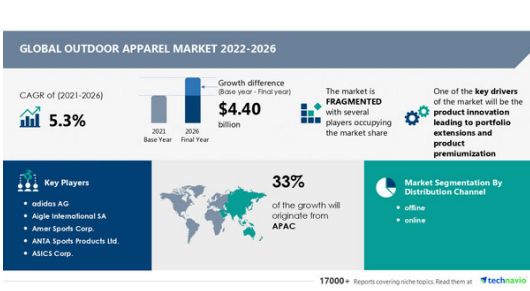 GLOBAL OUTDOOR APPAREL MARKET 2022-2026
CAGR of (2021-2026)
5.3%
2021
Base Year
2026
Final Year
Growth difference
(Base year - Final year)
$4.40
billion
The market is
FRAGMENTED
with several
players occupying
the market share
One of the key drivers
of the market will be the
product innovation
leading to portfolio
extensions and
product
premiumization
Key Players
• adidas AG
• Aigle International SA
• Amer Sports Corp.
• ANTA Sports Products Ltd.
• ASICS Corp.
33%
of the growth will
originate from
APAC
Market Segmentation By
Distribution Channel
• offline
• online
17000+ Reports covering niche topics. Read them at technavio